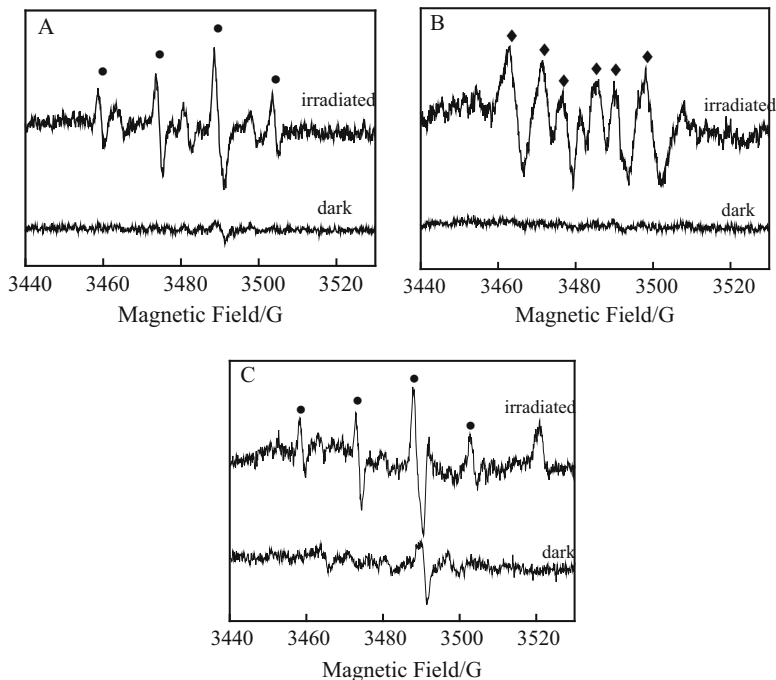 A
irradiated
dark
3440 3460 3480 3500 3520
Magnetic Field/G
B
irradiated
dark
3440 3460 3480 3500 3520
Magnetic Field/G
C
irradiated
dark
3440 3460 3480 3500 3520
Magnetic Field/G